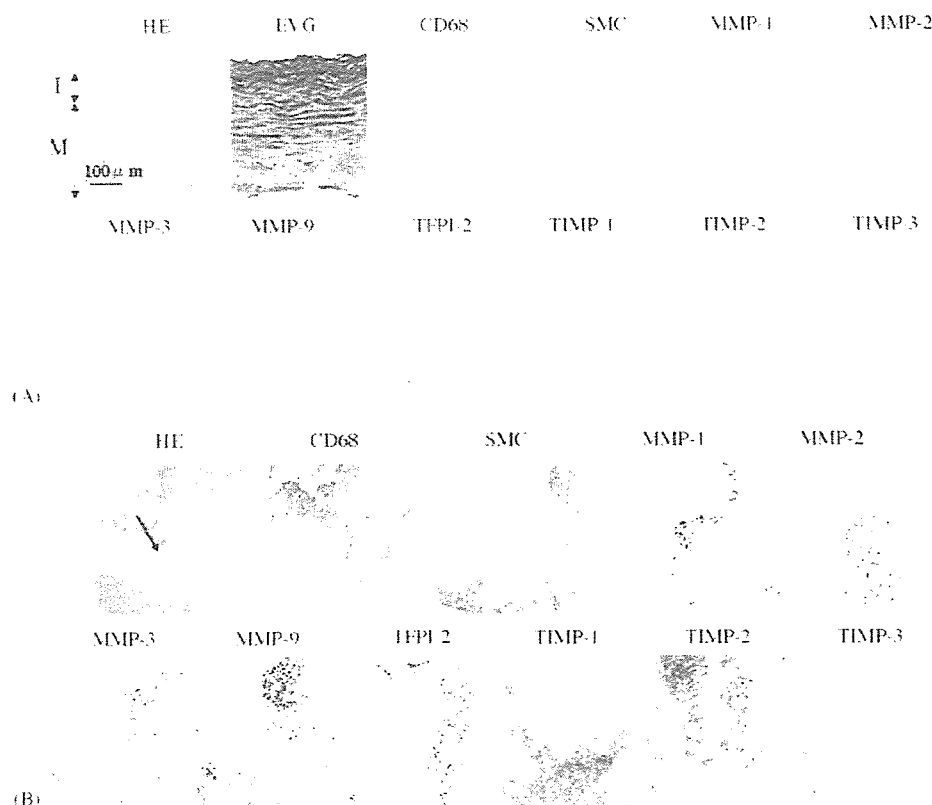 HE EVG CD68 SMC MMP-1 MMP-2
I
M
100μ m
MMP-3 MMP-9 TFPI-2 TIMP-1 TIMP-2 TIMP-3
(A)
HE CD68 SMC MMP-1 MMP-2
MMP-3 MMP-9 TFPI-2 TIMP-1 TIMP-2 TIMP-3
(B)